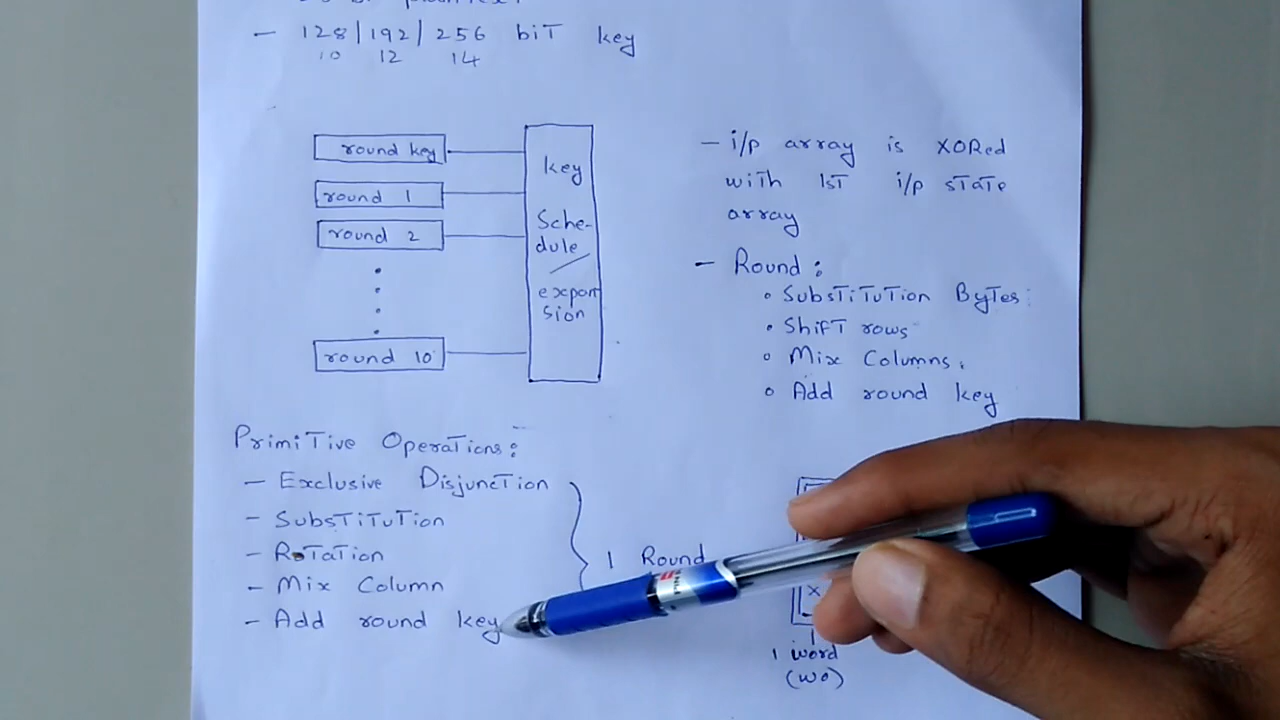 - 128/192/256 biT key
10 12 14
round key
round 1
round 2
round 10
key
Sche-
dule/
expan
sion
- i/p array is XORed
with 1ST i/p STaTe
array
- Round:
• SubsTiTuTion ByTes:
• ShifT rows
• Mix Columns.
• Add round key
PrimiTive OperaTions:
- Exclusive DisjuncTion
- SubsTiTuTion
- RoTaTion
- Mix Column
- Add round key
1 Round
x
1 word
(w0)